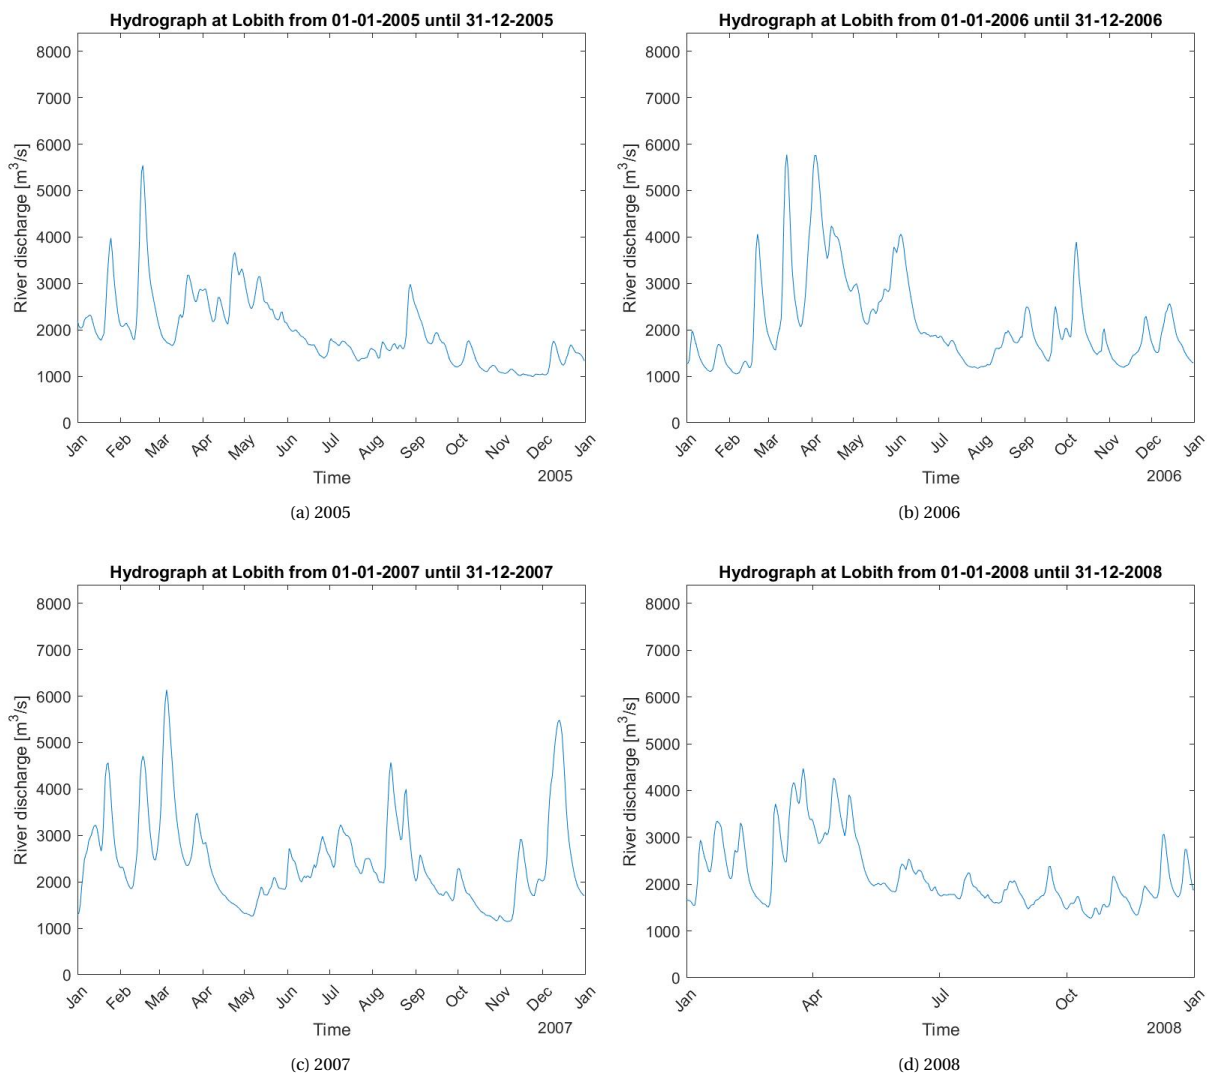 Hydrograph at Lobith from 01-01-2005 until 31-12-2005
8000
7000
6000
5000
4000
3000
2000
1000
0
River discharge [m³/s]
Jan Feb Mar Apr May Jun Jul Aug Sep Oct Nov Dec Jan
Time
2005
(a) 2005
Hydrograph at Lobith from 01-01-2006 until 31-12-2006
8000
7000
6000
5000
4000
3000
2000
1000
0
River discharge [m³/s]
Jan Feb Mar Apr May Jun Jul Aug Sep Oct Nov Dec Jan
Time
2006
(b) 2006
Hydrograph at Lobith from 01-01-2007 until 31-12-2007
8000
7000
6000
5000
4000
3000
2000
1000
0
River discharge [m³/s]
Jan Feb Mar Apr May Jun Jul Aug Sep Oct Nov Dec Jan
Time
2007
(c) 2007
Hydrograph at Lobith from 01-01-2008 until 31-12-2008
8000
7000
6000
5000
4000
3000
2000
1000
0
River discharge [m³/s]
Jan Apr Jul Oct Jan
Time
2008
(d) 2008